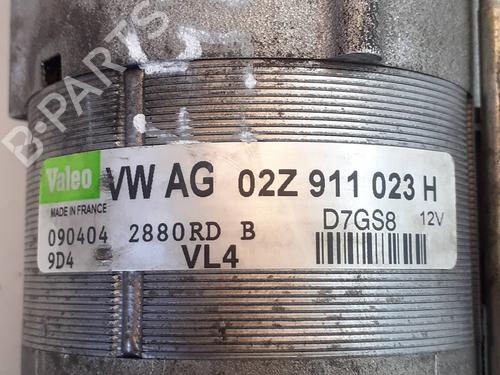 B-PARTS
Valeo VW AG 02Z 911 023 H
MADE IN FRANCE D7GS8 12V
090404 2880RD B
9D4 VL4